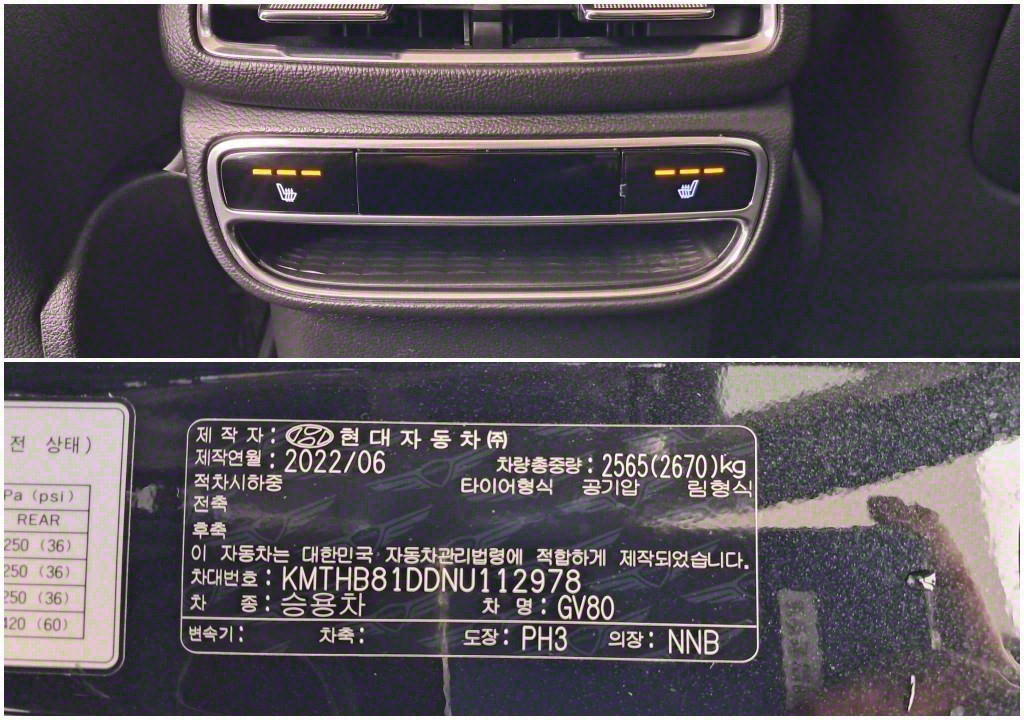 전 상태)
Pa (psi)
REAR
250 (36)
250 (36)
250 (36)
420 (60)
제 작 자 : 현 대 자 동 차 ㈜
제작연월 : 2022/06 차량총중량 : 2565(2670)kg
적차시하중 타이어형식 공기압 림형식
전축
후축
이 자동차는 대한민국 자동차관리법령에 적합하게 제작되었습니다.
차대번호 : KMTHB81DDNU112978
차 종 : 승용차 차 명 : GV80
변속기 : 차축 : 도장 : PH3 의장 : NNB